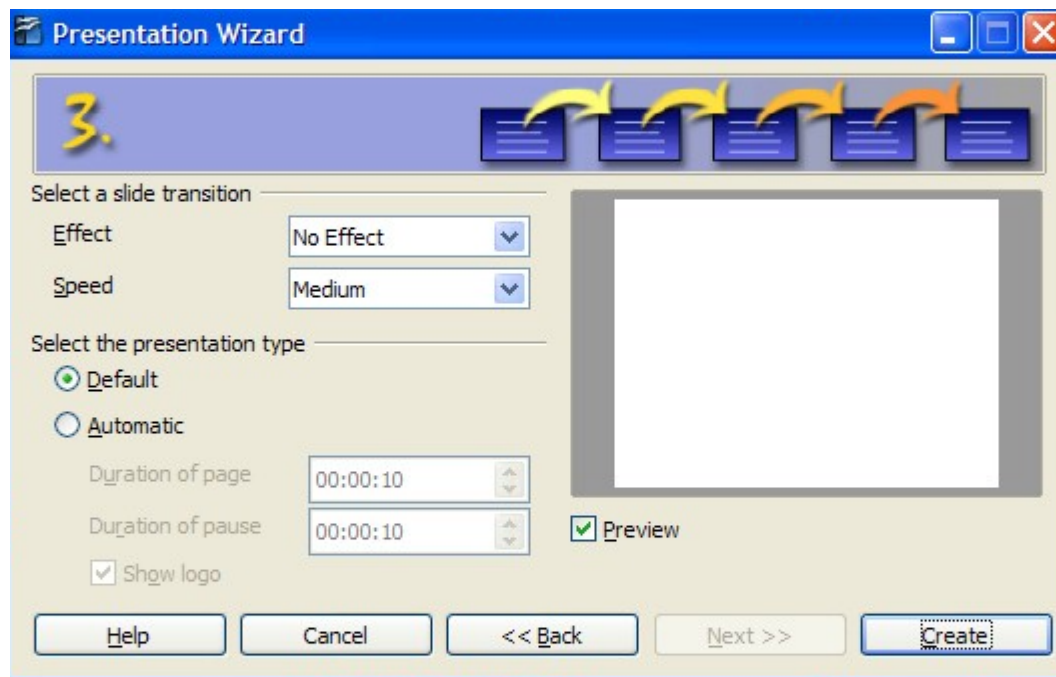 Presentation Wizard
3.
Select a slide transition
Effect No Effect
Speed Medium
Select the presentation type
Default
Automatic
Duration of page 00:00:10
Duration of pause 00:00:10
Show logo
Preview
Help Cancel << Back Next >> Create